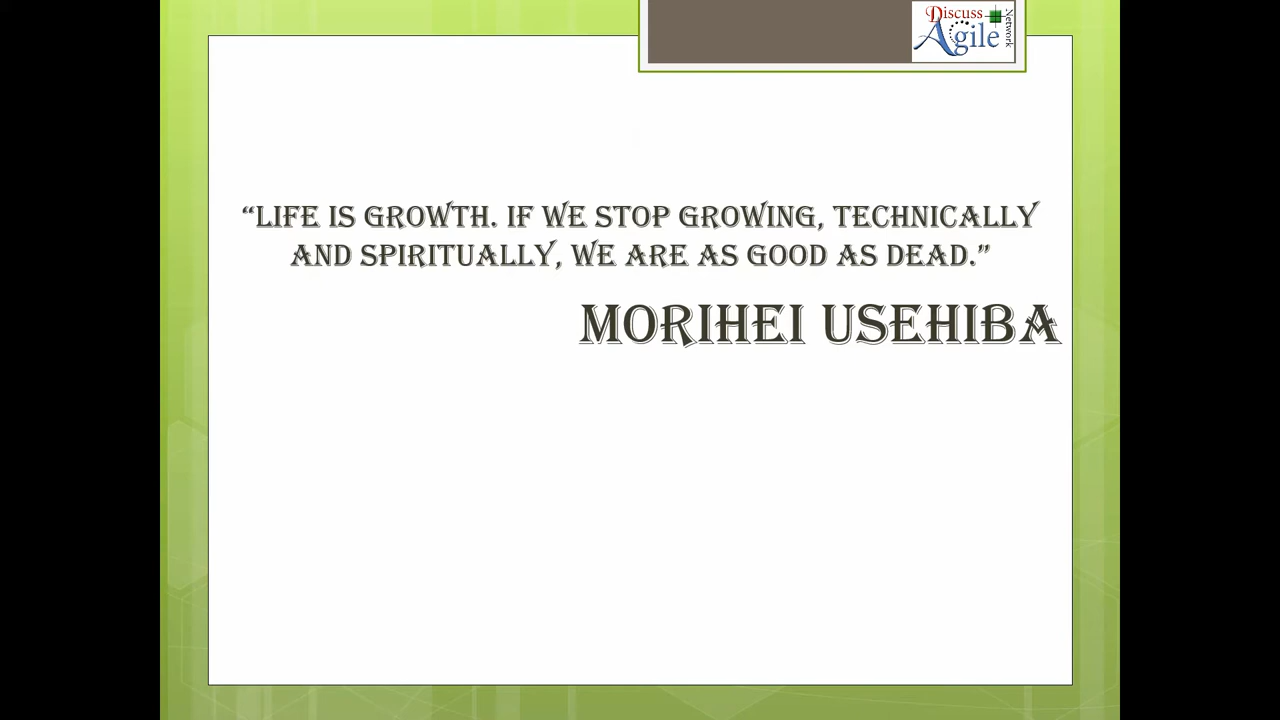 Discuss
Agile
Network
“LIFE IS GROWTH. IF WE STOP GROWING, TECHNICALLY
AND SPIRITUALLY, WE ARE AS GOOD AS DEAD.”
MORIHEI USEHIBA